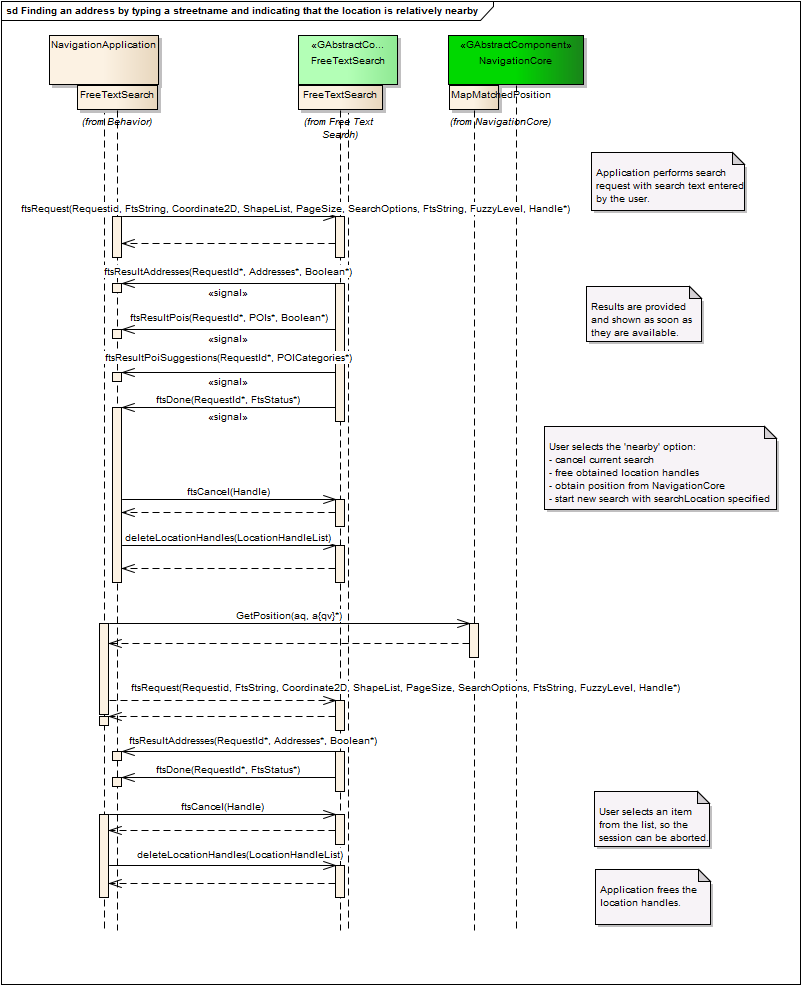 sd Finding an address by typing a streetname and indicating that the location is relatively nearby
NavigationApplication
FreeTextSearch
(from Behavior)
«GAbstractCo...
FreeTextSearch
FreeTextSearch
(from Free Text
Search)
«GAbstractComponent»
NavigationCore
MapMatchedPosition
(from NavigationCore)
Application performs search
request with search text entered
by the user.
ftsRequest(Requestid, FtsString, Coordinate2D, ShapeList, PageSize, SearchOptions, FtsString, FuzzyLevel, Handle*)
ftsResultAddresses(RequestId*, Addresses*, Boolean*)
«signal»
Results are provided
and shown as soon as
they are available.
ftsResultPois(RequestId*, POIs*, Boolean*)
«signal»
ftsResultPoiSuggestions(RequestId*, POICategories*)
«signal»
ftsDone(RequestId*, FtsStatus*)
«signal»
User selects the 'nearby' option:
- cancel current search
- free obtained location handles
- obtain position from NavigationCore
- start new search with searchLocation specified
ftsCancel(Handle)
deleteLocationHandles(LocationHandleList)
GetPosition(aq, a{qv}*)
ftsRequest(Requestid, FtsString, Coordinate2D, ShapeList, PageSize, SearchOptions, FtsString, FuzzyLevel, Handle*)
ftsResultAddresses(RequestId*, Addresses*, Boolean*)
ftsDone(RequestId*, FtsStatus*)
ftsCancel(Handle)
User selects an item
from the list, so the
session can be aborted.
deleteLocationHandles(LocationHandleList)
Application frees the
location handles.